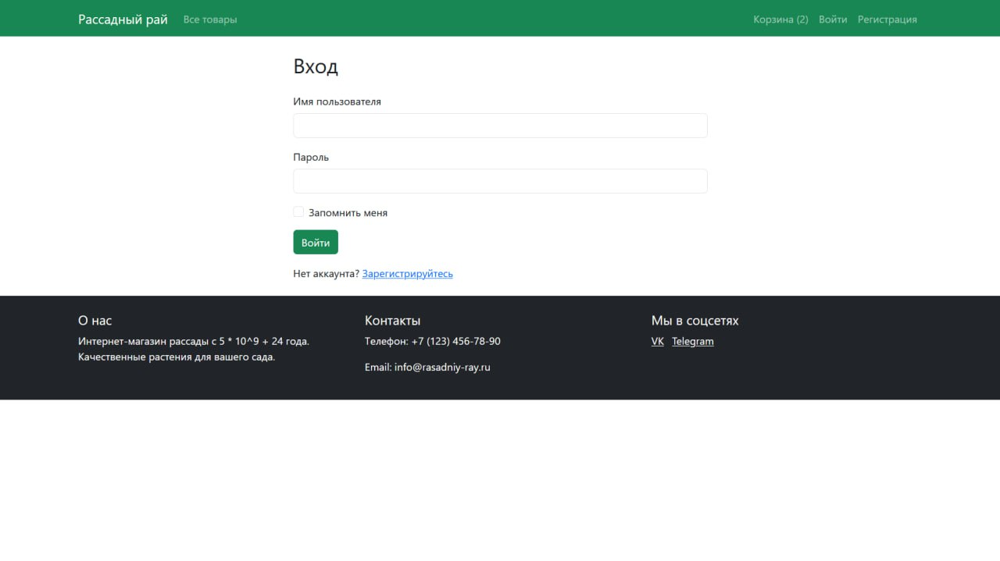 Рассадный рай Все товары Корзина (2) Войти Регистрация
Вход
Имя пользователя
Пароль
Запомнить меня
Войти
Нет аккаунта? Зарегистрируйтесь
О нас
Интернет-магазин рассады с 5 * 10^9 + 24 года.
Качественные растения для вашего сада.
Контакты
Телефон: +7 (123) 456-78-90
Email: info@rasadniy-ray.ru
Мы в соцсетях
VK Telegram